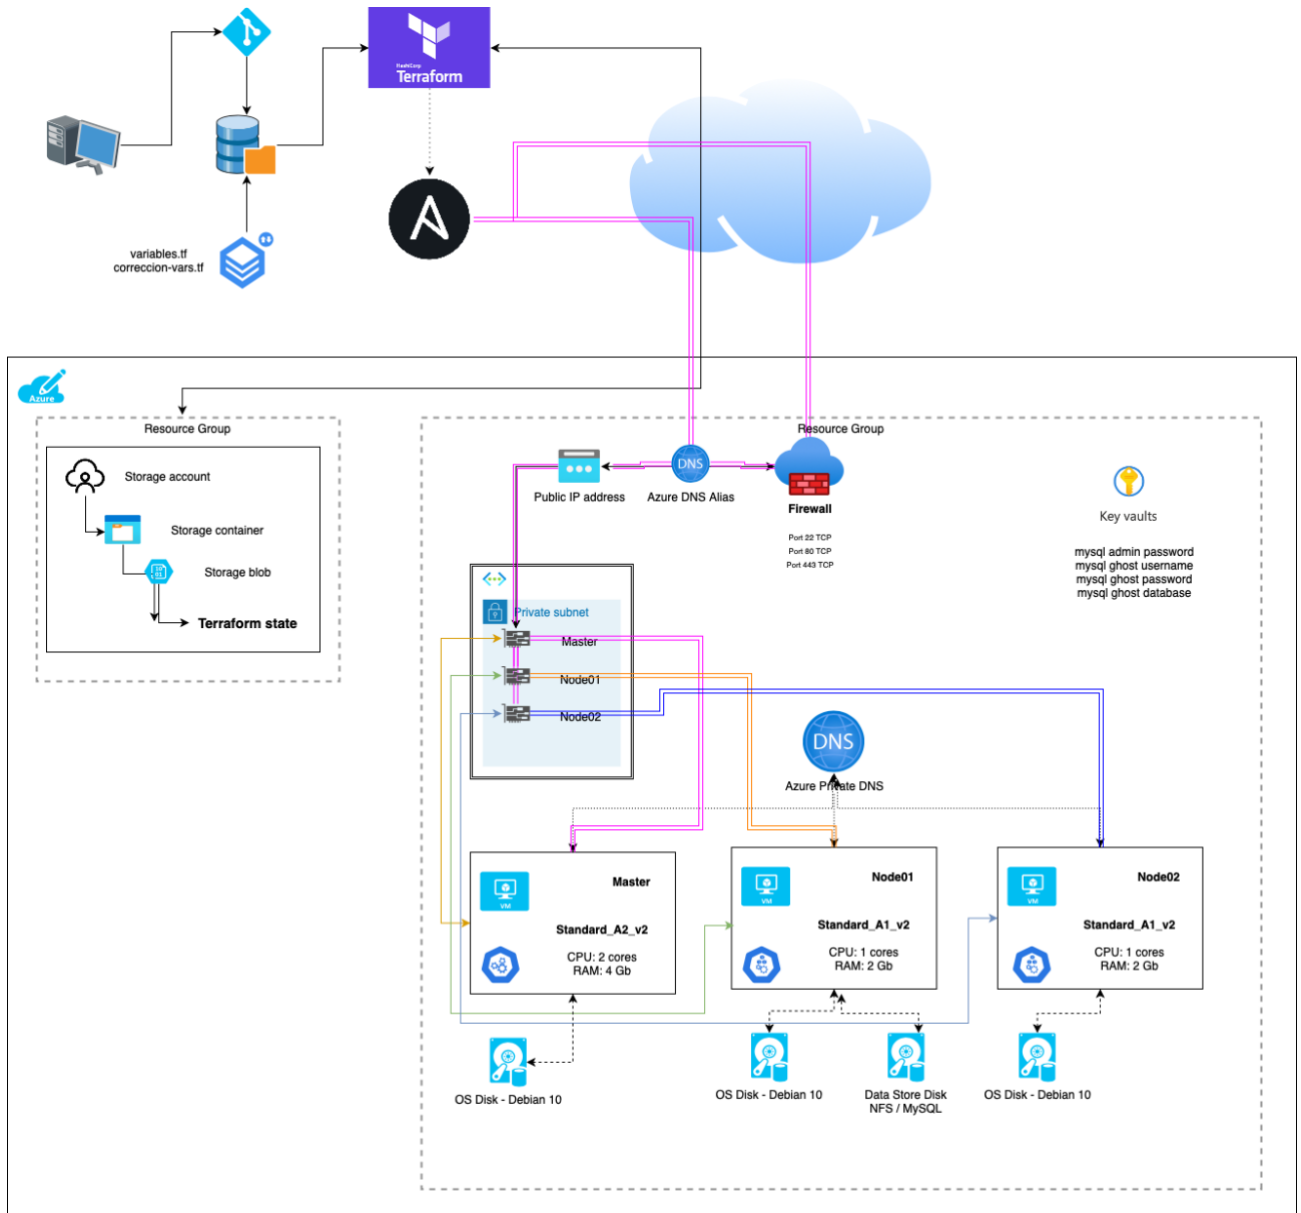 HashiCorp
Terraform
variables.tf
correccion-vars.tf
Azure
Resource Group
Storage account
Storage container
Storage blob
Terraform state
Resource Group
Public IP address
DNS
Azure DNS Alias
Firewall
Port 22 TCP
Port 80 TCP
Port 443 TCP
Key vaults
mysql admin password
mysql ghost username
mysql ghost password
mysql ghost database
Private subnet
Master
Node01
Node02
DNS
Azure Private DNS
VM
Master
Standard_A2_v2
CPU: 2 cores
RAM: 4 Gb
VM
Node01
Standard_A1_v2
CPU: 1 cores
RAM: 2 Gb
VM
Node02
Standard_A1_v2
CPU: 1 cores
RAM: 2 Gb
OS Disk - Debian 10
OS Disk - Debian 10
Data Store Disk
NFS / MySQL
OS Disk - Debian 10